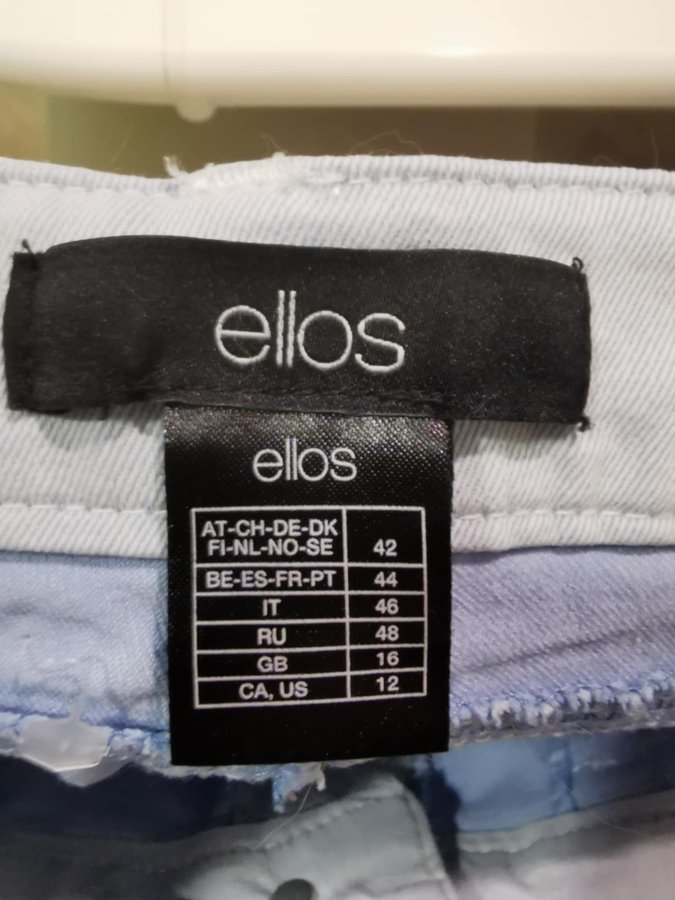 ellos
ellos
AT-CH-DE-DK
FI-NL-NO-SE 42
BE-ES-FR-PT 44
IT 46
RU 48
GB 16
CA, US 12